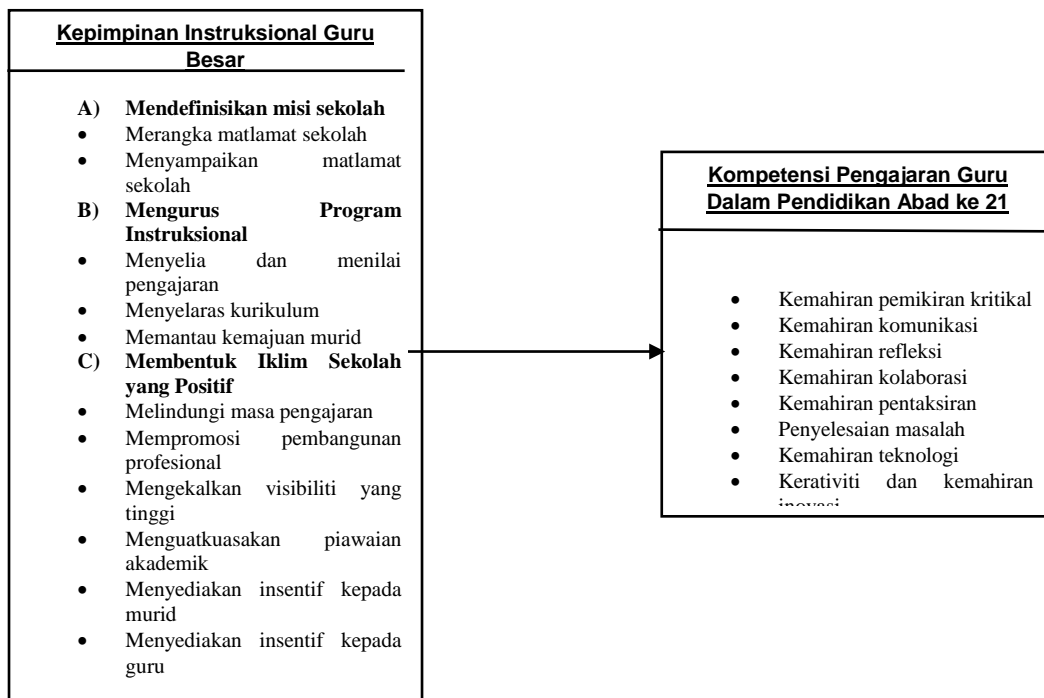 Kepimpinan Instruksional Guru
Besar
A) Mendefinisikan misi sekolah
• Merangka matlamat sekolah
• Menyampaikan matlamat
sekolah
B) Mengurus Program
Instruksional
• Menyelia dan menilai
pengajaran
• Menyelaras kurikulum
• Memantau kemajuan murid
C) Membentuk Iklim Sekolah
yang Positif
• Melindungi masa pengajaran
• Mempromosi pembangunan
profesional
• Mengekalkan visibiliti yang
tinggi
• Menguatkuasakan piawaian
akademik
• Menyediakan insentif kepada
murid
• Menyediakan insentif kepada
guru
Kompetensi Pengajaran Guru
Dalam Pendidikan Abad ke 21
• Kemahiran pemikiran kritikal
• Kemahiran komunikasi
• Kemahiran refleksi
• Kemahiran kolaborasi
• Kemahiran pentaksiran
• Penyelesaian masalah
• Kemahiran teknologi
• Kerativiti dan kemahiran
inovasi